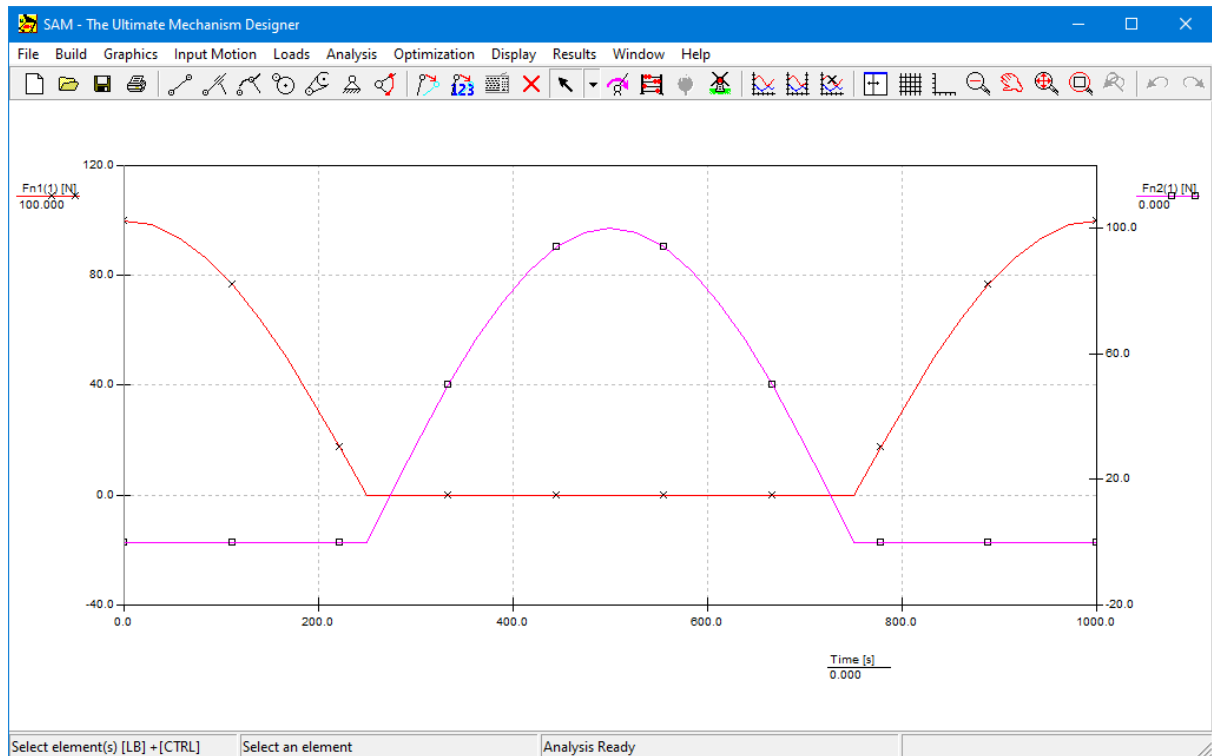 SAM - The Ultimate Mechanism Designer
File Build Graphics Input Motion Loads Analysis Optimization Display Results Window Help
123
120.0
Fn1(1) [N]
100.000
Fn2(1) [N]
0.000
100.0
80.0
60.0
40.0
20.0
0.0
-40.0
-20.0
0.0 200.0 400.0 600.0 800.0 1000.0
Time [s]
0.000
Select element(s) [LB] +[CTRL] Select an element Analysis Ready